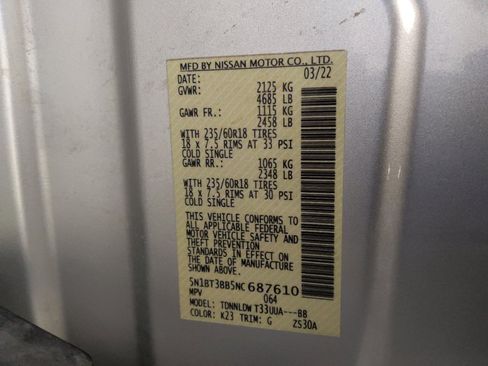 MFD BY NISSAN MOTOR CO., LTD.
DATE: 03/22
GVWR: 2125 KG
4685 LB
GAWR FR.: 1115 KG
2458 LB
WITH 235/60R18 TIRES
18 x 7.5 RIMS AT 33 PSI
COLD SINGLE
GAWR RR.: 1065 KG
2348 LB
WITH 235/60R18 TIRES
18 x 7.5 RIMS AT 30 PSI
COLD SINGLE
THIS VEHICLE CONFORMS TO
ALL APPLICABLE FEDERAL
MOTOR VEHICLE SAFETY AND
THEFT PREVENTION
STANDARDS IN EFFECT ON
THE DATE OF MANUFACTURE
SHOWN ABOVE.
5N1BT3BB5NC687610
MPV 064
MODEL: TDNNLDW T33UUA---BB
COLOR: K23 TRIM: G ZS30A